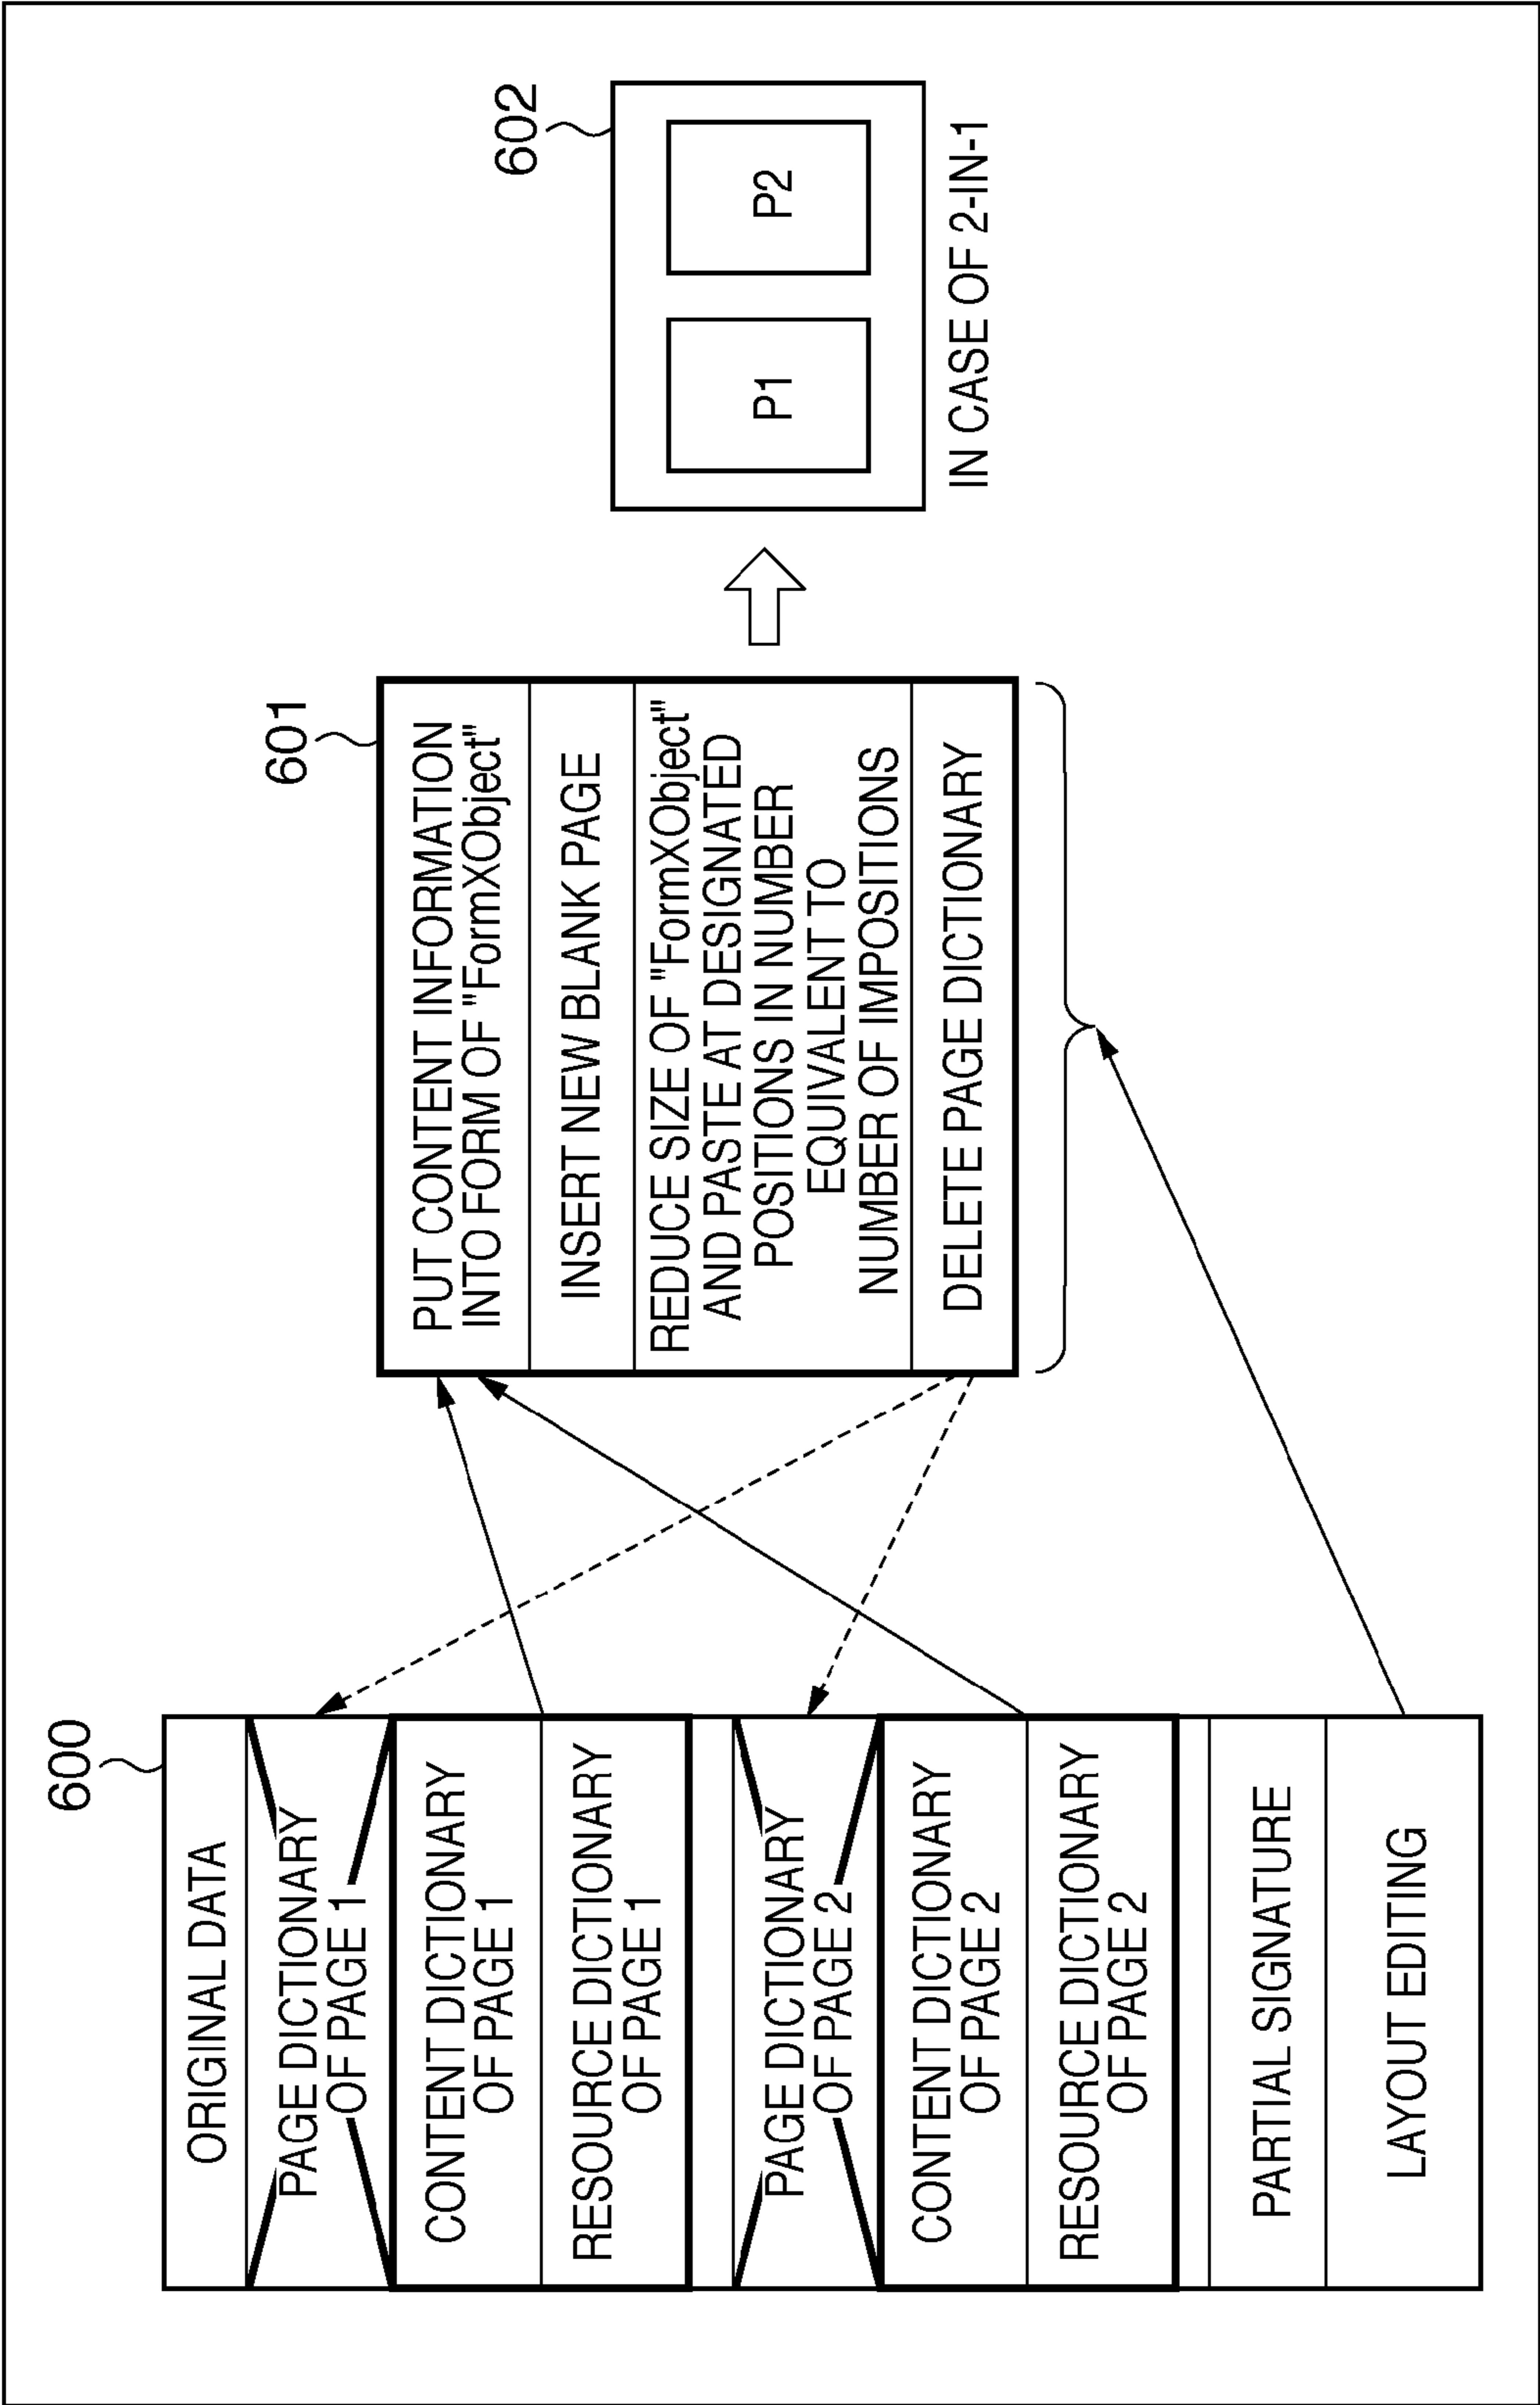 600
ORIGINAL DATA
PAGE DICTIONARY
OF PAGE 1
CONTENT DICTIONARY
OF PAGE 1
RESOURCE DICTIONARY
OF PAGE 1
PAGE DICTIONARY
OF PAGE 2
CONTENT DICTIONARY
OF PAGE 2
RESOURCE DICTIONARY
OF PAGE 2
PARTIAL SIGNATURE
LAYOUT EDITING
601
PUT CONTENT INFORMATION
INTO FORM OF "FormXObject"
INSERT NEW BLANK PAGE
REDUCE SIZE OF "FormXObject"
AND PASTE AT DESIGNATED
POSITIONS IN NUMBER
EQUIVALENT TO
NUMBER OF IMPOSITIONS
DELETE PAGE DICTIONARY
602
P1
P2
IN CASE OF 2-IN-1